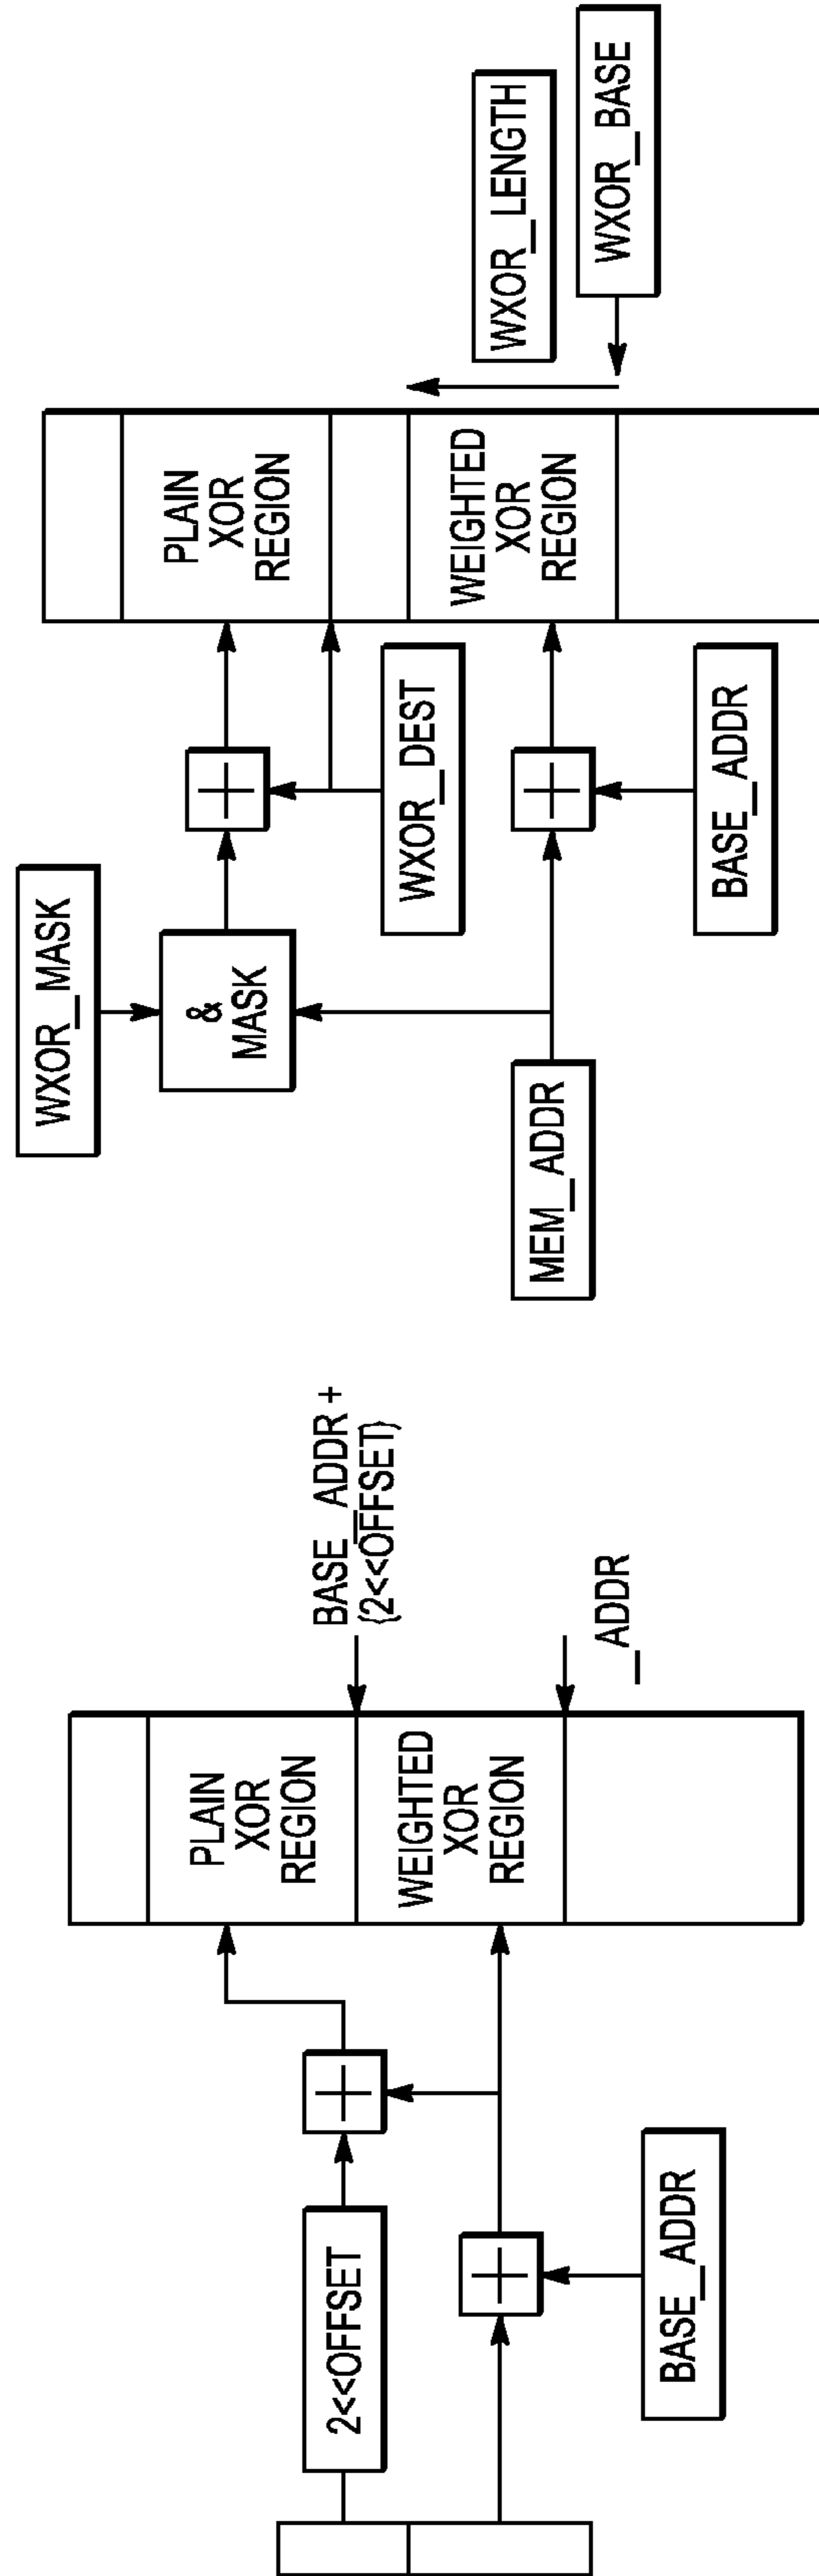 2<<OFFSET
BASE_ADDR
PLAIN
XOR
REGION
WEIGHTED
XOR
REGION
BASE_ADDR +
(2<<OFFSET)
_ADDR
WXOR_MASK
&
MASK
MEM_ADDR
WXOR_DEST
BASE_ADDR
PLAIN
XOR
REGION
WEIGHTED
XOR
REGION
WXOR_LENGTH
WXOR_BASE